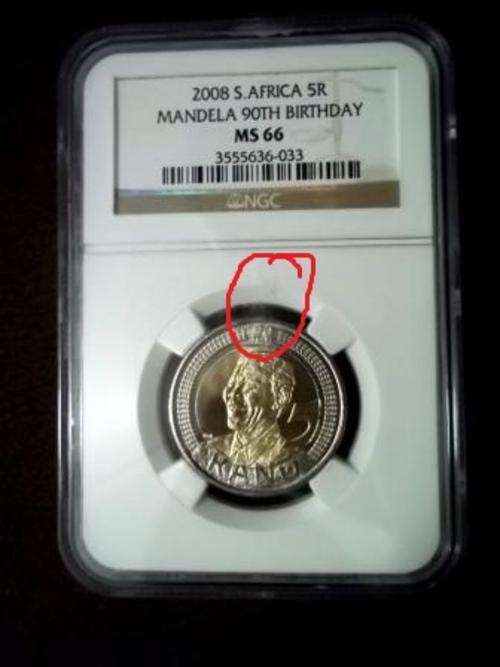 2008 S.AFRICA 5R
MANDELA 90TH BIRTHDAY
MS 66
3555636-033
NGC
RAND